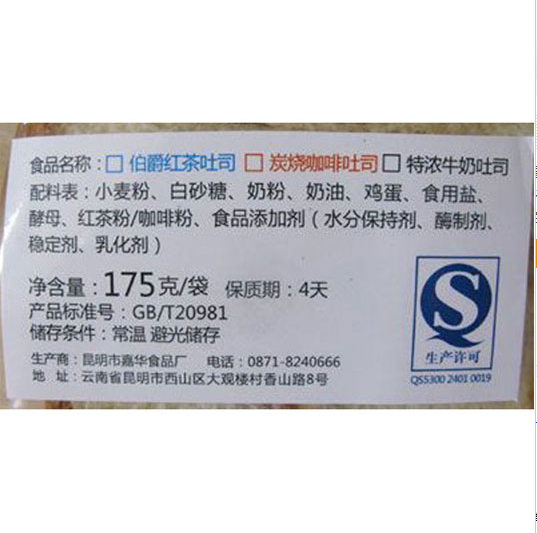 食品名称：□ 伯爵红茶吐司 □ 炭烧咖啡吐司 □ 特浓牛奶吐司
配料表：小麦粉、白砂糖、奶粉、奶油、鸡蛋、食用盐、
酵母、红茶粉/咖啡粉、食品添加剂（水分保持剂、酶制剂、
稳定剂、乳化剂）
净含量：175克/袋 保质期：4天
产品标准号：GB/T20981
储存条件：常温 避光储存
生产商：昆明市嘉华食品厂 电话：0871-8240666
地 址：云南省昆明市西山区大观楼村香山路8号
生产许可
QS5300 2401 0019